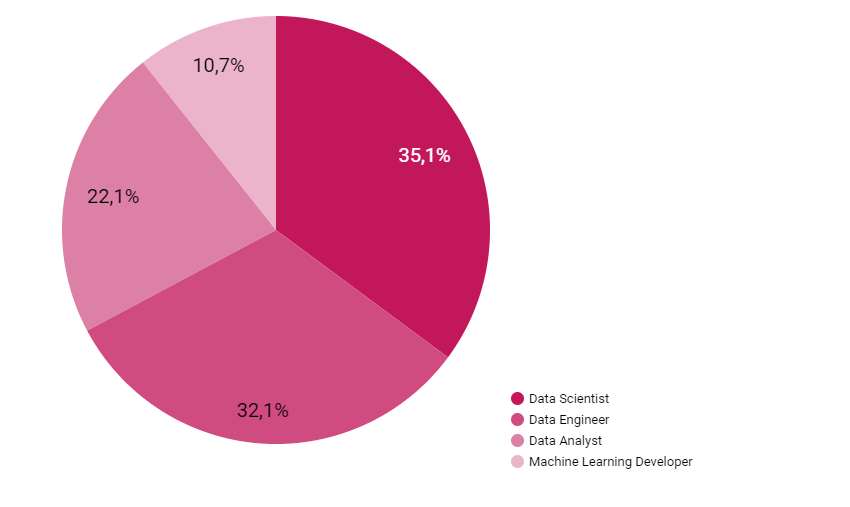 10,7%
35,1%
22,1%
32,1%
Data Scientist
Data Engineer
Data Analyst
Machine Learning Developer